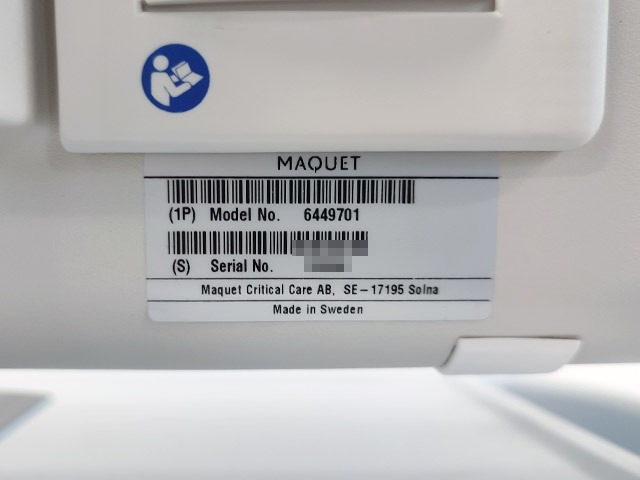 MAQUET
(1P) Model No. 6449701
(S) Serial No.
Maquet Critical Care AB, SE-17195 Solna
Made in Sweden